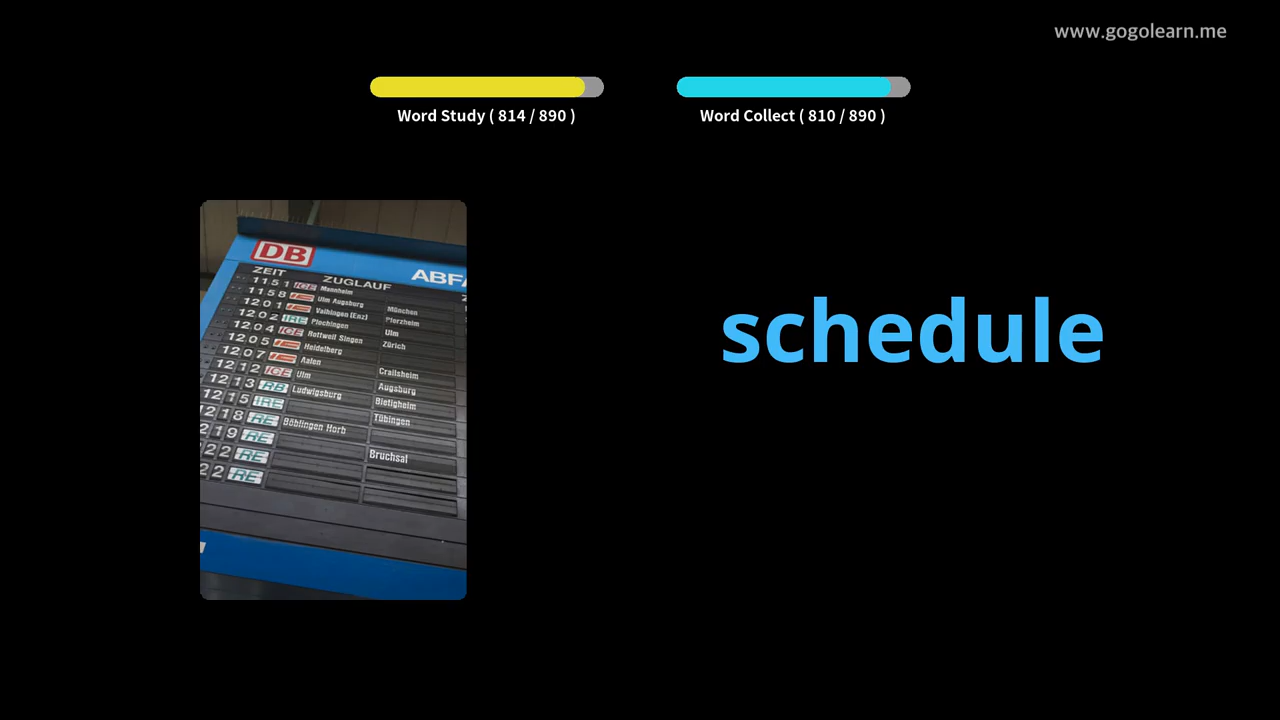 www.gogolearn.me
Word Study ( 814 / 890 )
Word Collect ( 810 / 890 )
schedule
DB
ZEIT ZUGLAUF ABFA
1151 ICE Mannheim
1158 Ulm Augsburg München
1201 Vaihingen (Enz) Pforzheim
1202 IRE Plochingen Ulm
1204 ICE Rottweil Singen Zürich
1205 Heidelberg
1207 Aalen Crailsheim
1212 ICE Ulm Augsburg
1213 RB Ludwigsburg Bietigheim
1215 IRE Tübingen
1218 RE Böblingen Horb
219 RE
22 RE Bruchsal
22 RE